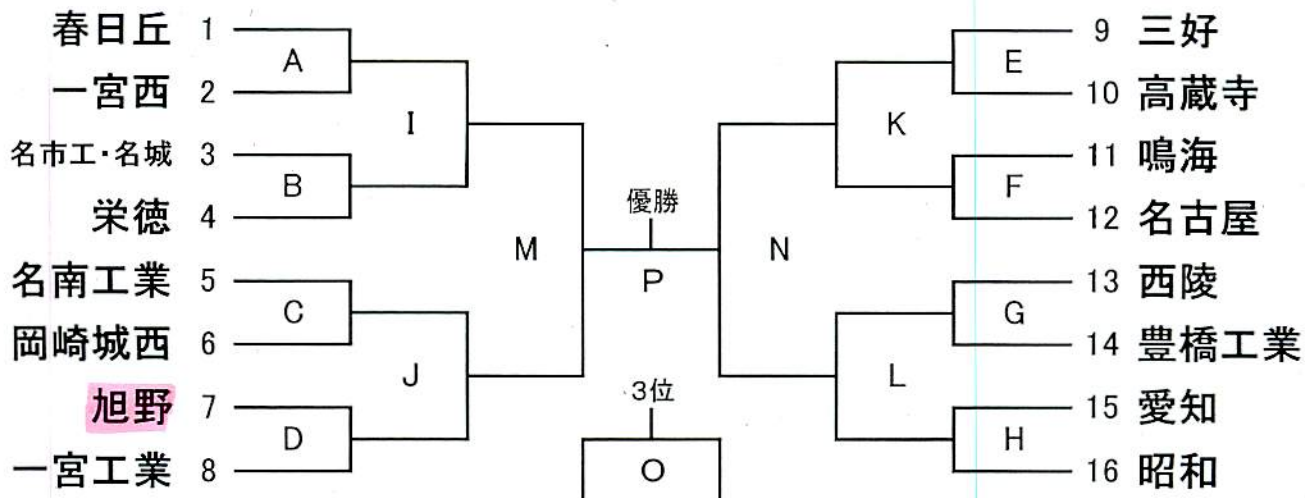 春日丘 1
A
一宮西 2
I
名市工・名城 3
B
栄徳 4
M
名南工業 5
C
岡崎城西 6
J
旭野 7
D
一宮工業 8
優勝
P
3位
O
9 三好
E
10 高蔵寺
K
11 鳴海
F
12 名古屋
N
13 西陵
G
14 豊橋工業
L
15 愛知
H
16 昭和